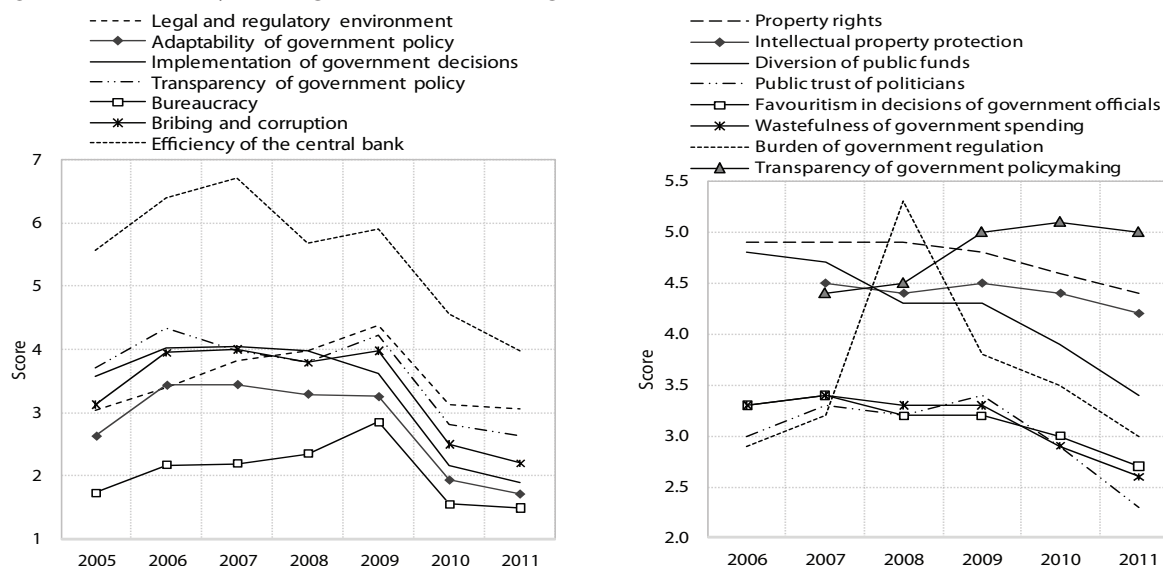 Legal and regulatory environment
Adaptability of government policy
Implementation of government decisions
Transparency of government policy
Bureaucracy
Bribing and corruption
Efficiency of the central bank
7
6
5
4
3
2
1
Score
2005 2006 2007 2008 2009 2010 2011
Property rights
Intellectual property protection
Diversion of public funds
Public trust of politicians
Favouritism in decisions of government officials
Wastefulness of government spending
Burden of government regulation
Transparency of government policymaking
5.5
5.0
4.5
4.0
3.5
3.0
2.5
2.0
Score
2006 2007 2008 2009 2010 2011